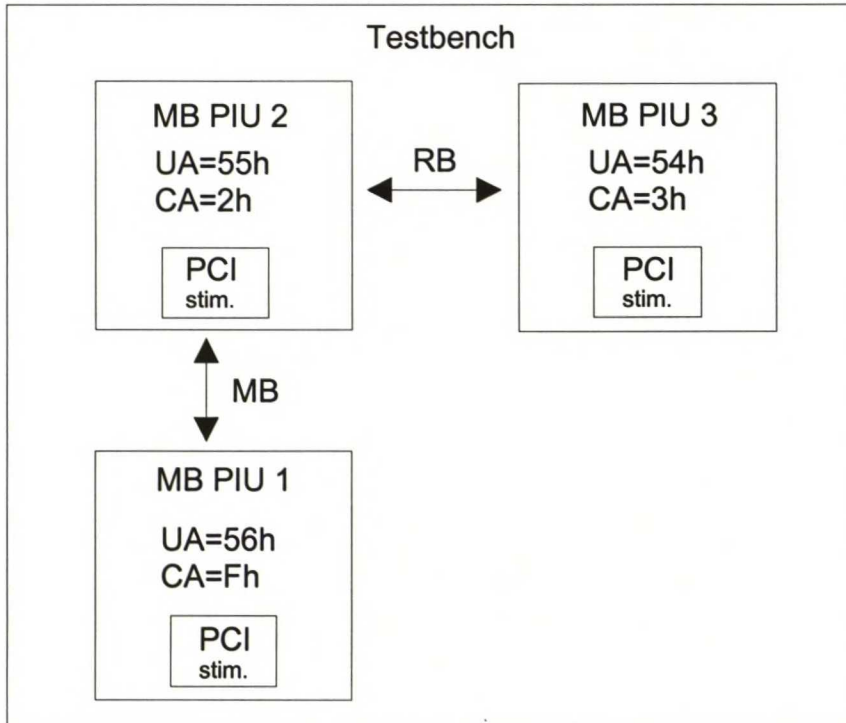 Testbench
MB PIU 2
UA=55h
CA=2h
PCI
stim.
RB
MB PIU 3
UA=54h
CA=3h
PCI
stim.
MB
MB PIU 1
UA=56h
CA=Fh
PCI
stim.